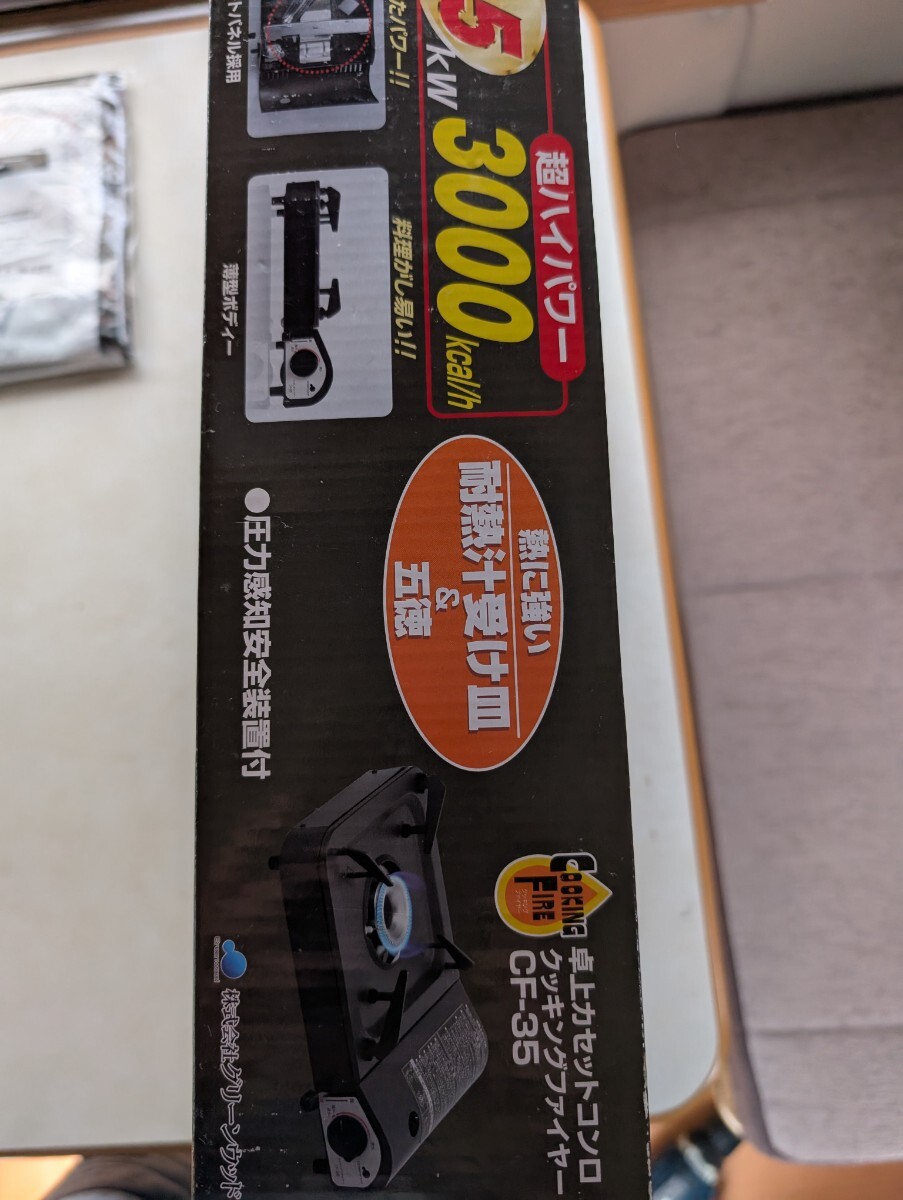 超ハイパワー
5
kW
3000kcal/h
たパワー!!
トパネル採用
料理がし易い!!
薄型ボディー
熱に強い
耐熱汁受け皿
&
五徳
●圧力感知安全装置付
COOKING
FIRE
卓上カセットコンロ
クッキングファイヤー
CF-35
株式会社グリーンウッド